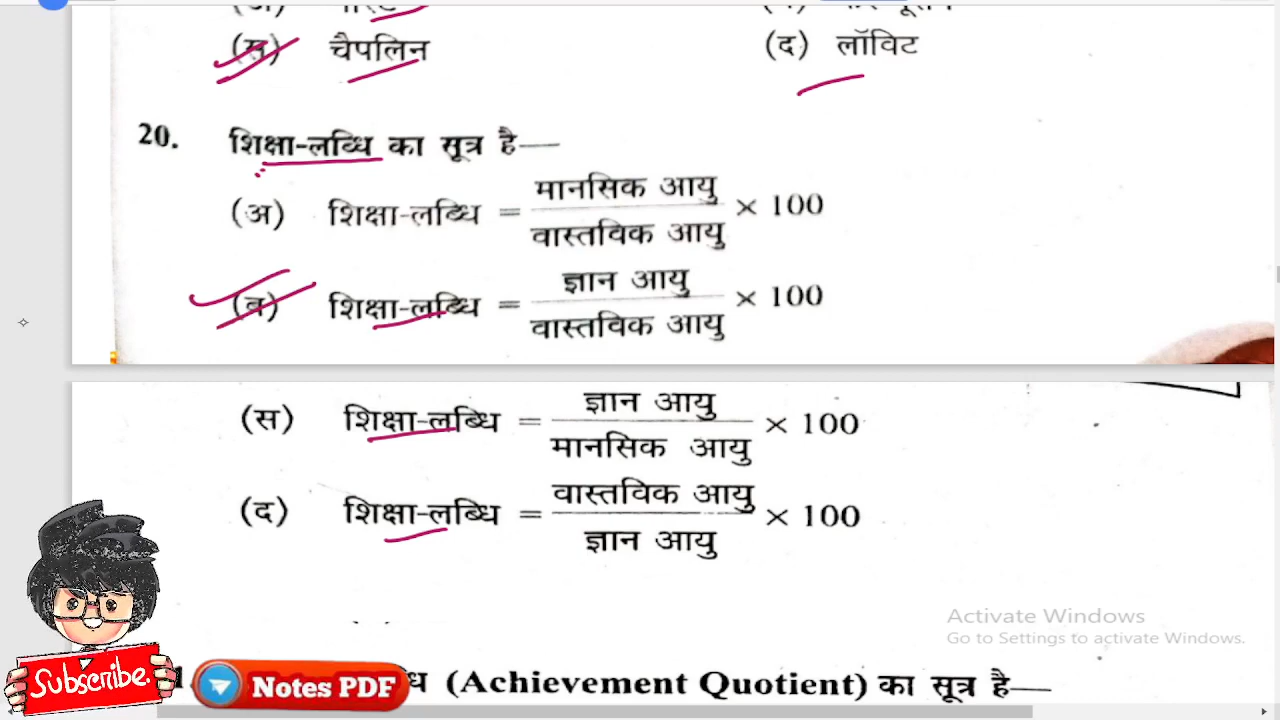 (स) चैपलिन (द) लॉविट
20. शिक्षा-लब्धि का सूत्र है—
(अ) शिक्षा-लब्धि = मानसिक आयु / वास्तविक आयु × 100
(ब) शिक्षा-लब्धि = ज्ञान आयु / वास्तविक आयु × 100
(स) शिक्षा-लब्धि = ज्ञान आयु / मानसिक आयु × 100
(द) शिक्षा-लब्धि = वास्तविक आयु / ज्ञान आयु × 100
Activate Windows
Go to Settings to activate Windows.
Subscribe.
Notes PDF
(Achievement Quotient) का सूत्र है—